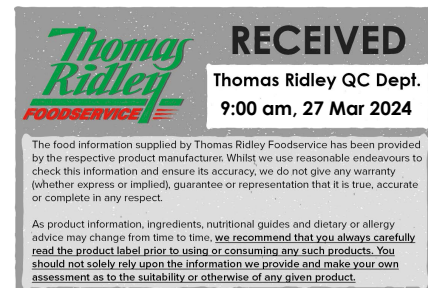 Thomas
Ridley
FOODSERVICE
RECEIVED
Thomas Ridley QC Dept.
9:00 am, 27 Mar 2024
The food information supplied by Thomas Ridley Foodservice has been provided
by the respective product manufacturer. Whilst we use reasonable endeavours to
check this information and ensure its accuracy, we do not give any warranty
(whether express or implied), guarantee or representation that it is true, accurate
or complete in any respect.
As product information, ingredients, nutritional guides and dietary or allergy
advice may change from time to time, we recommend that you always carefully
read the product label prior to using or consuming any such products. You
should not solely rely upon the information we provide and make your own
assessment as to the suitability or otherwise of any given product.